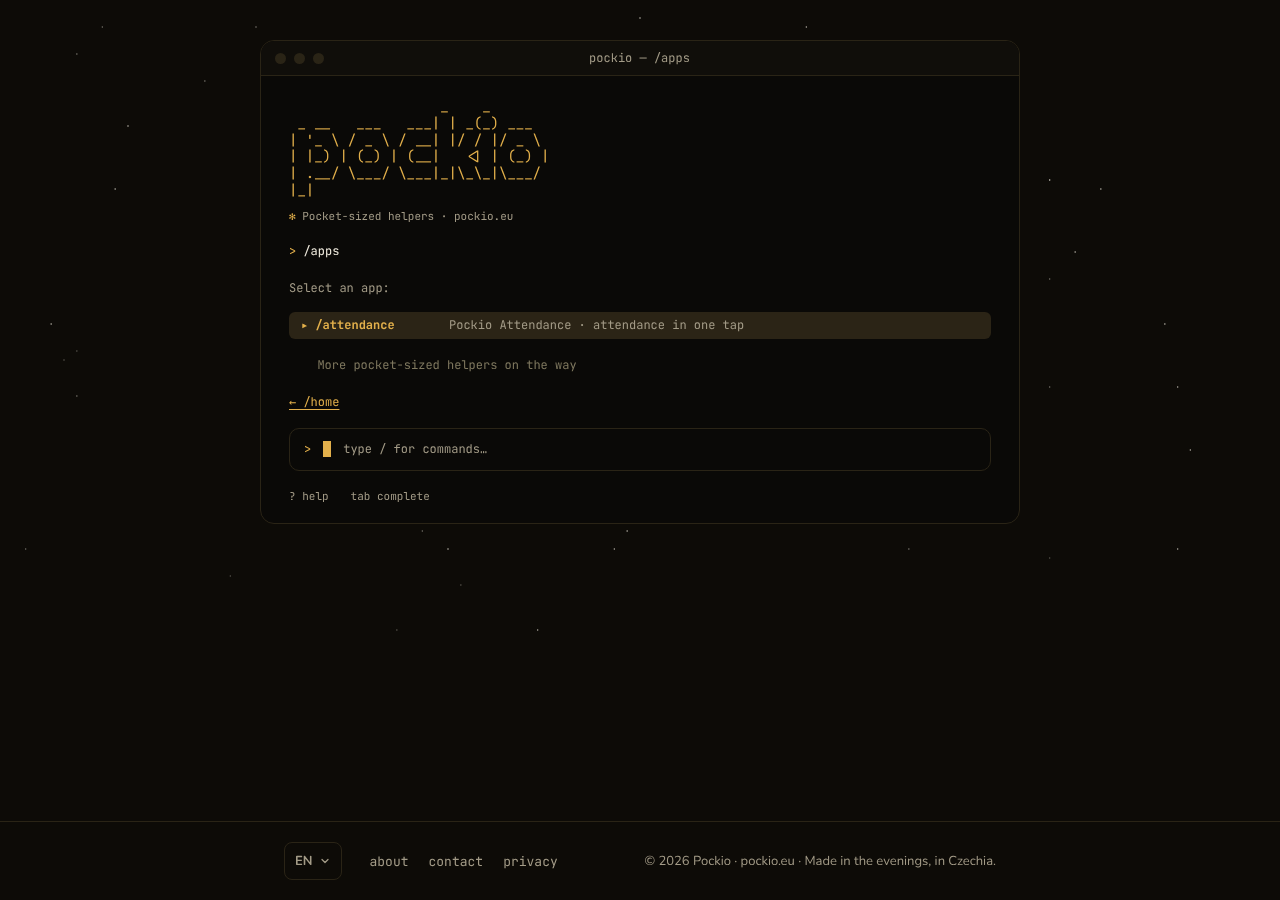 pockio — /apps
pockio
✻ Pocket-sized helpers · pockio.eu
> /apps
Select an app:
▸ /attendance Pockio Attendance · attendance in one tap
More pocket-sized helpers on the way
← /home
> type / for commands…
? help tab complete
EN about contact privacy © 2026 Pockio · pockio.eu · Made in the evenings, in Czechia.